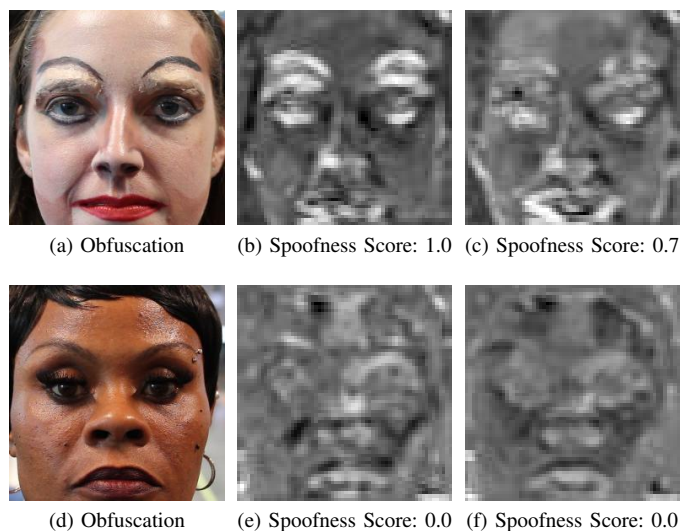 (a) Obfuscation (b) Spoofness Score: 1.0 (c) Spoofness Score: 0.7
(d) Obfuscation (e) Spoofness Score: 0.0 (f) Spoofness Score: 0.0